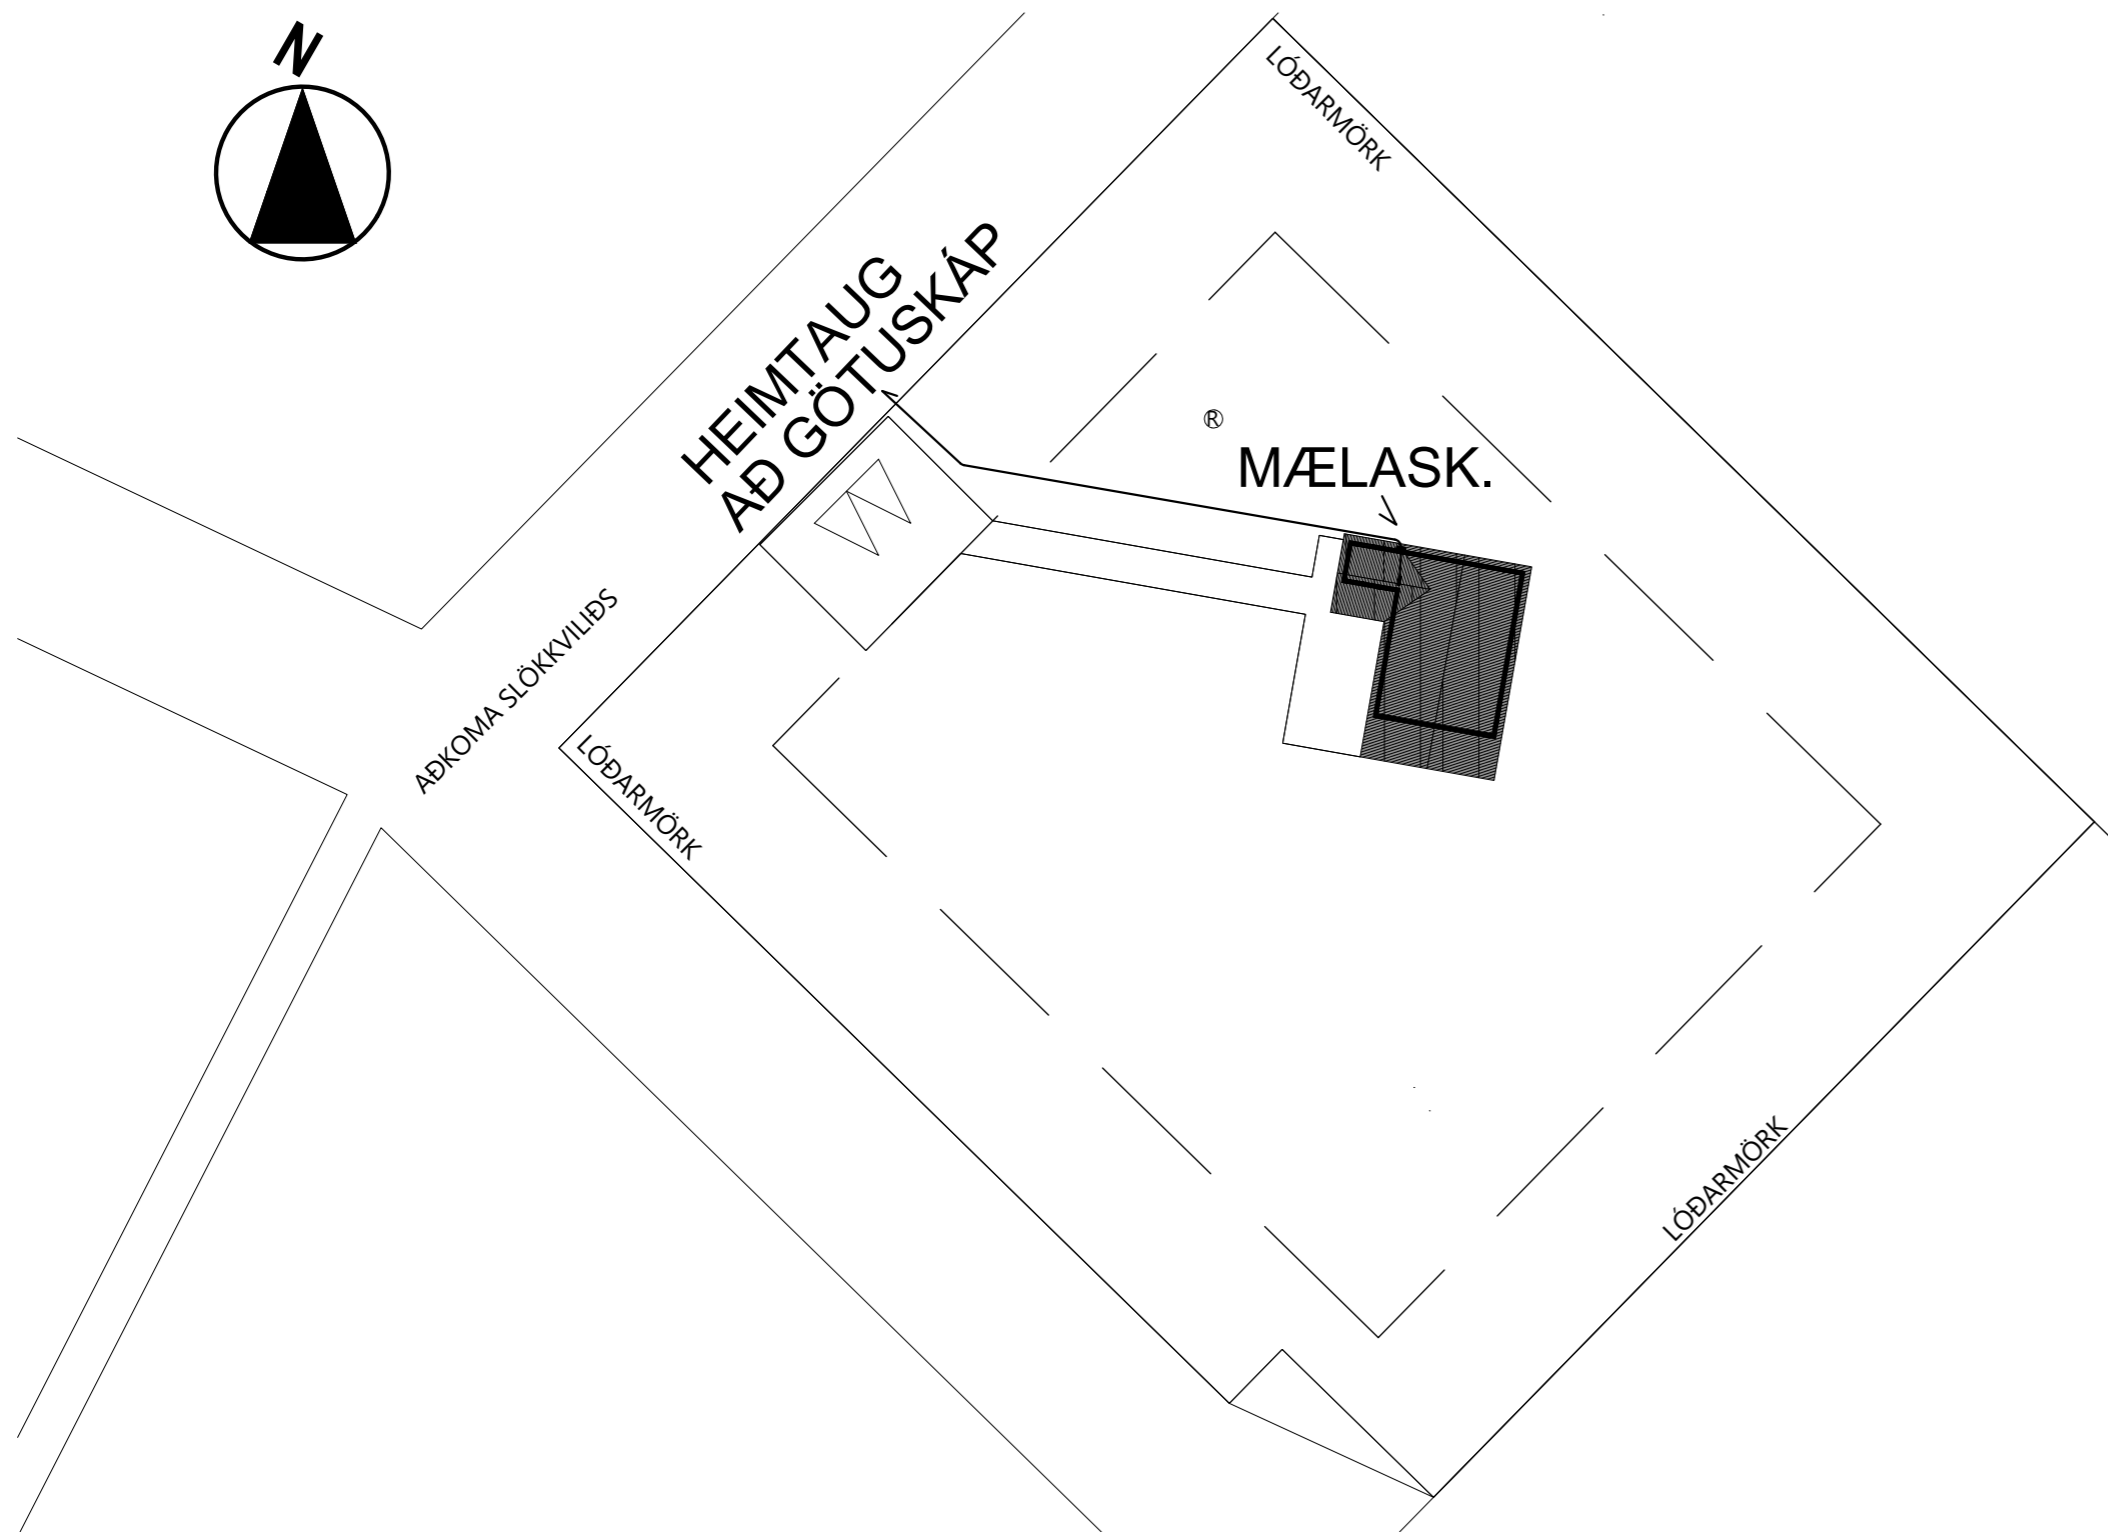 N
LÓÐARMÖRK
HEIMTAUG
AÐ GÖTUSKÁP
®
MÆLASK.
AÐKOMA SLÖKKVILIÐS
LÓÐARMÖRK
LÓÐARMÖRK